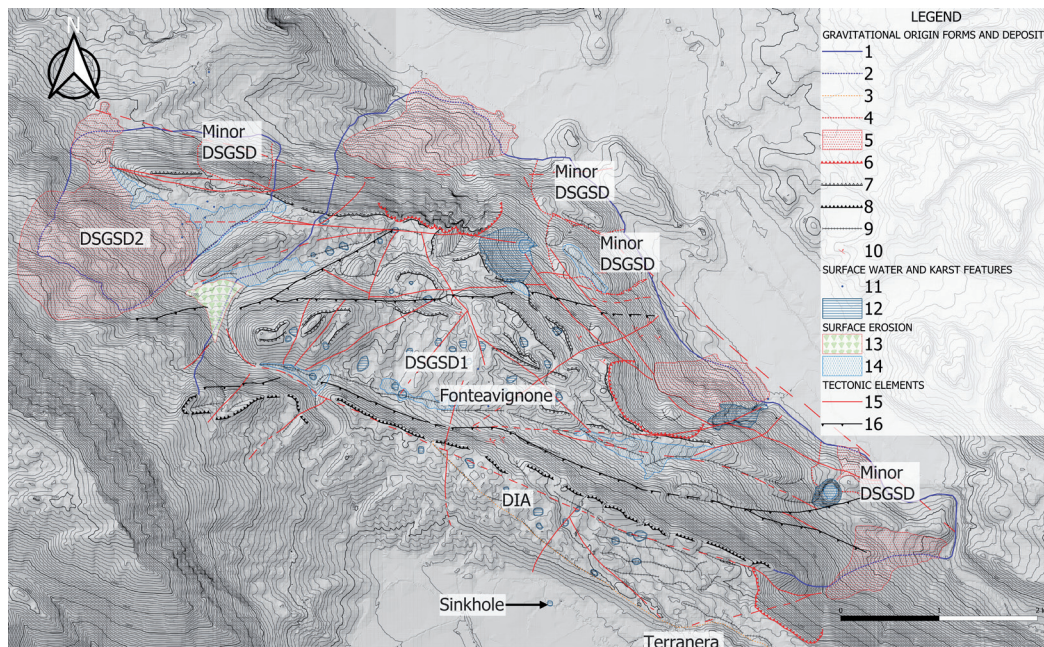 N
LEGEND
GRAVITATIONAL ORIGIN FORMS AND DEPOSIT
1
2
3
4
5
6
7
8
9
10
SURFACE WATER AND KARST FEATURES
11
12
SURFACE EROSION
13
14
TECTONIC ELEMENTS
15
16
Minor
DSGSD
Minor
DSGSD
DSGSD2
Minor
DSGSD
DSGSD1
Fonteavignone
Minor
DSGSD
DIA
Sinkhole
Terranera
0
1
2